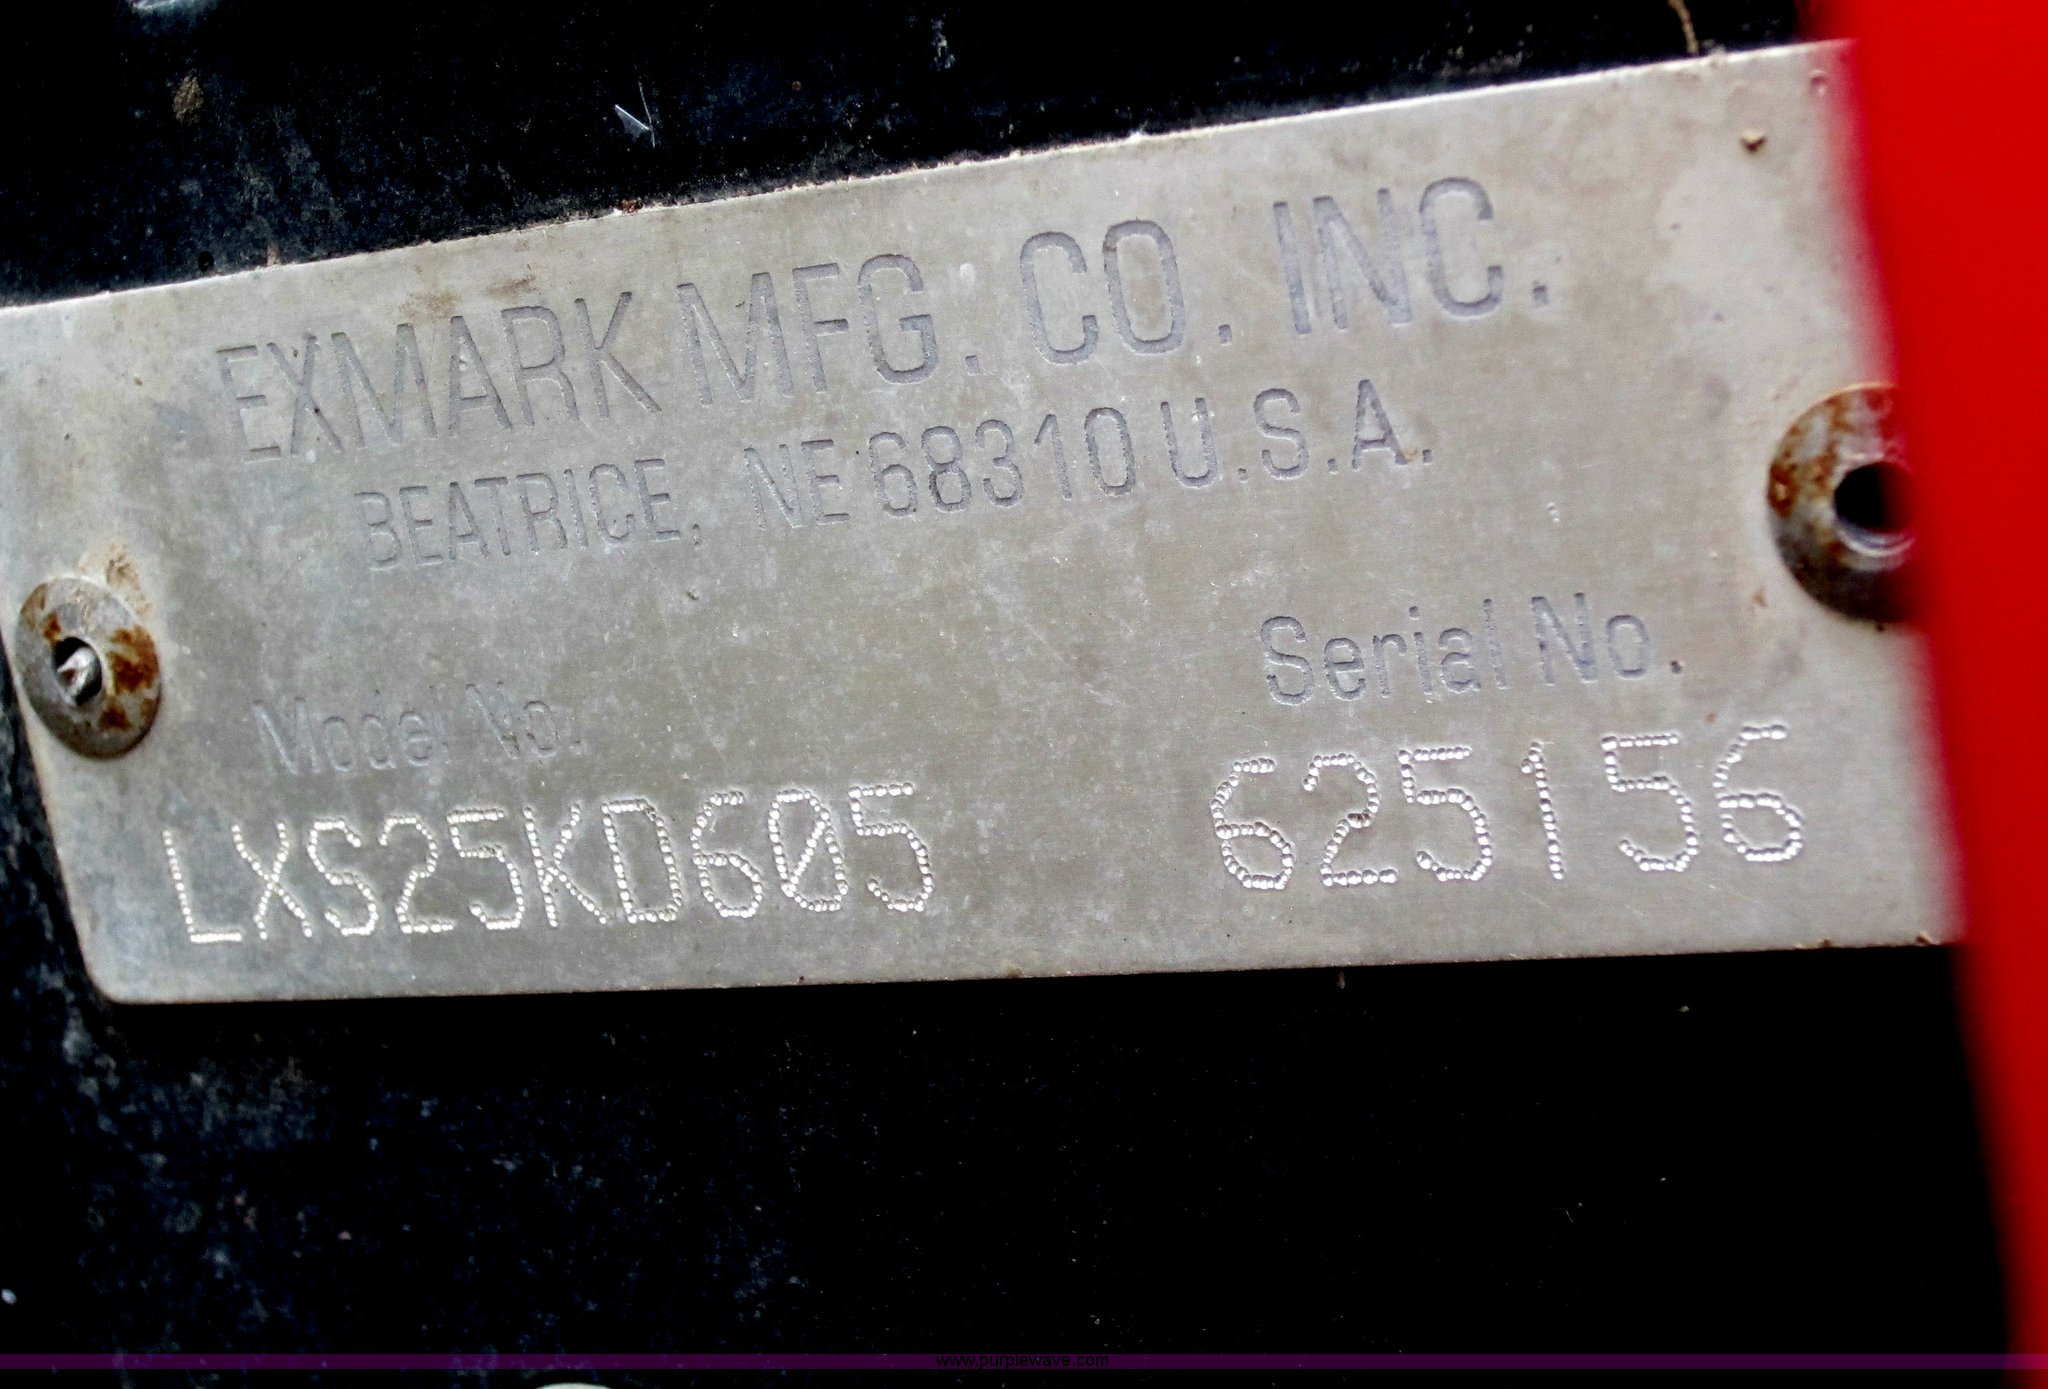 EXMARK MFG. CO. INC.
BEATRICE, NE 68310 U.S.A.
Model No. Serial No.
LXS25KD605 625156
www.purplewave.com